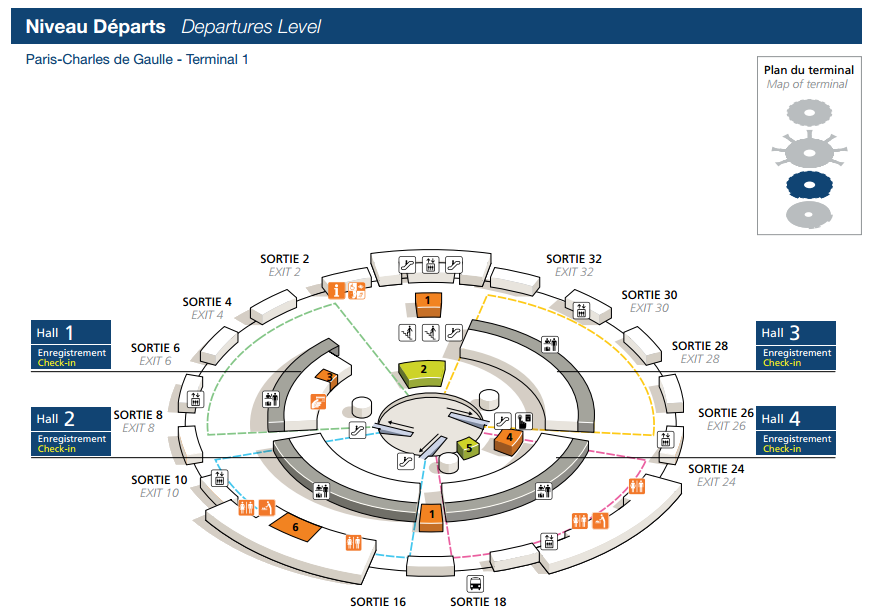 Niveau Départs Departures Level
Paris-Charles de Gaulle - Terminal 1
Plan du terminal
Map of terminal
SORTIE 2
EXIT 2
SORTIE 32
EXIT 32
SORTIE 4
EXIT 4
SORTIE 30
EXIT 30
1
Hall 1
Enregistrement
Check-in
SORTIE 6
EXIT 6
SORTIE 28
EXIT 28
Hall 3
Enregistrement
Check-in
2
3
Hall 2
Enregistrement
Check-in
SORTIE 8
EXIT 8
SORTIE 26
EXIT 26
Hall 4
Enregistrement
Check-in
4
5
SORTIE 10
EXIT 10
SORTIE 24
EXIT 24
1
6
SORTIE 16
SORTIE 18